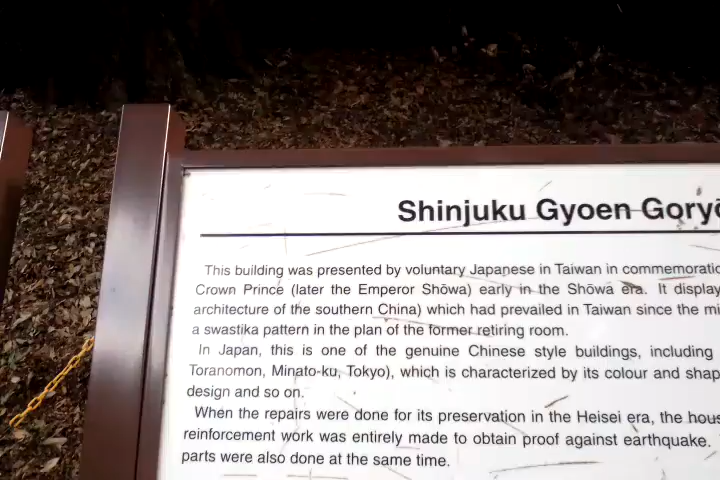 Shinjuku Gyoen Goryō
This building was presented by voluntary Japanese in Taiwan in commemoratio
Crown Prince (later the Emperor Shōwa) early in the Shōwa era. It display
architecture of the southern China) which had prevailed in Taiwan since the mi
a swastika pattern in the plan of the former retiring room.
In Japan, this is one of the genuine Chinese style buildings, including
Toranomon, Minato-ku, Tokyo), which is characterized by its colour and shap
design and so on.
When the repairs were done for its preservation in the Heisei era, the hous
reinforcement work was entirely made to obtain proof against earthquake.
parts were also done at the same time.